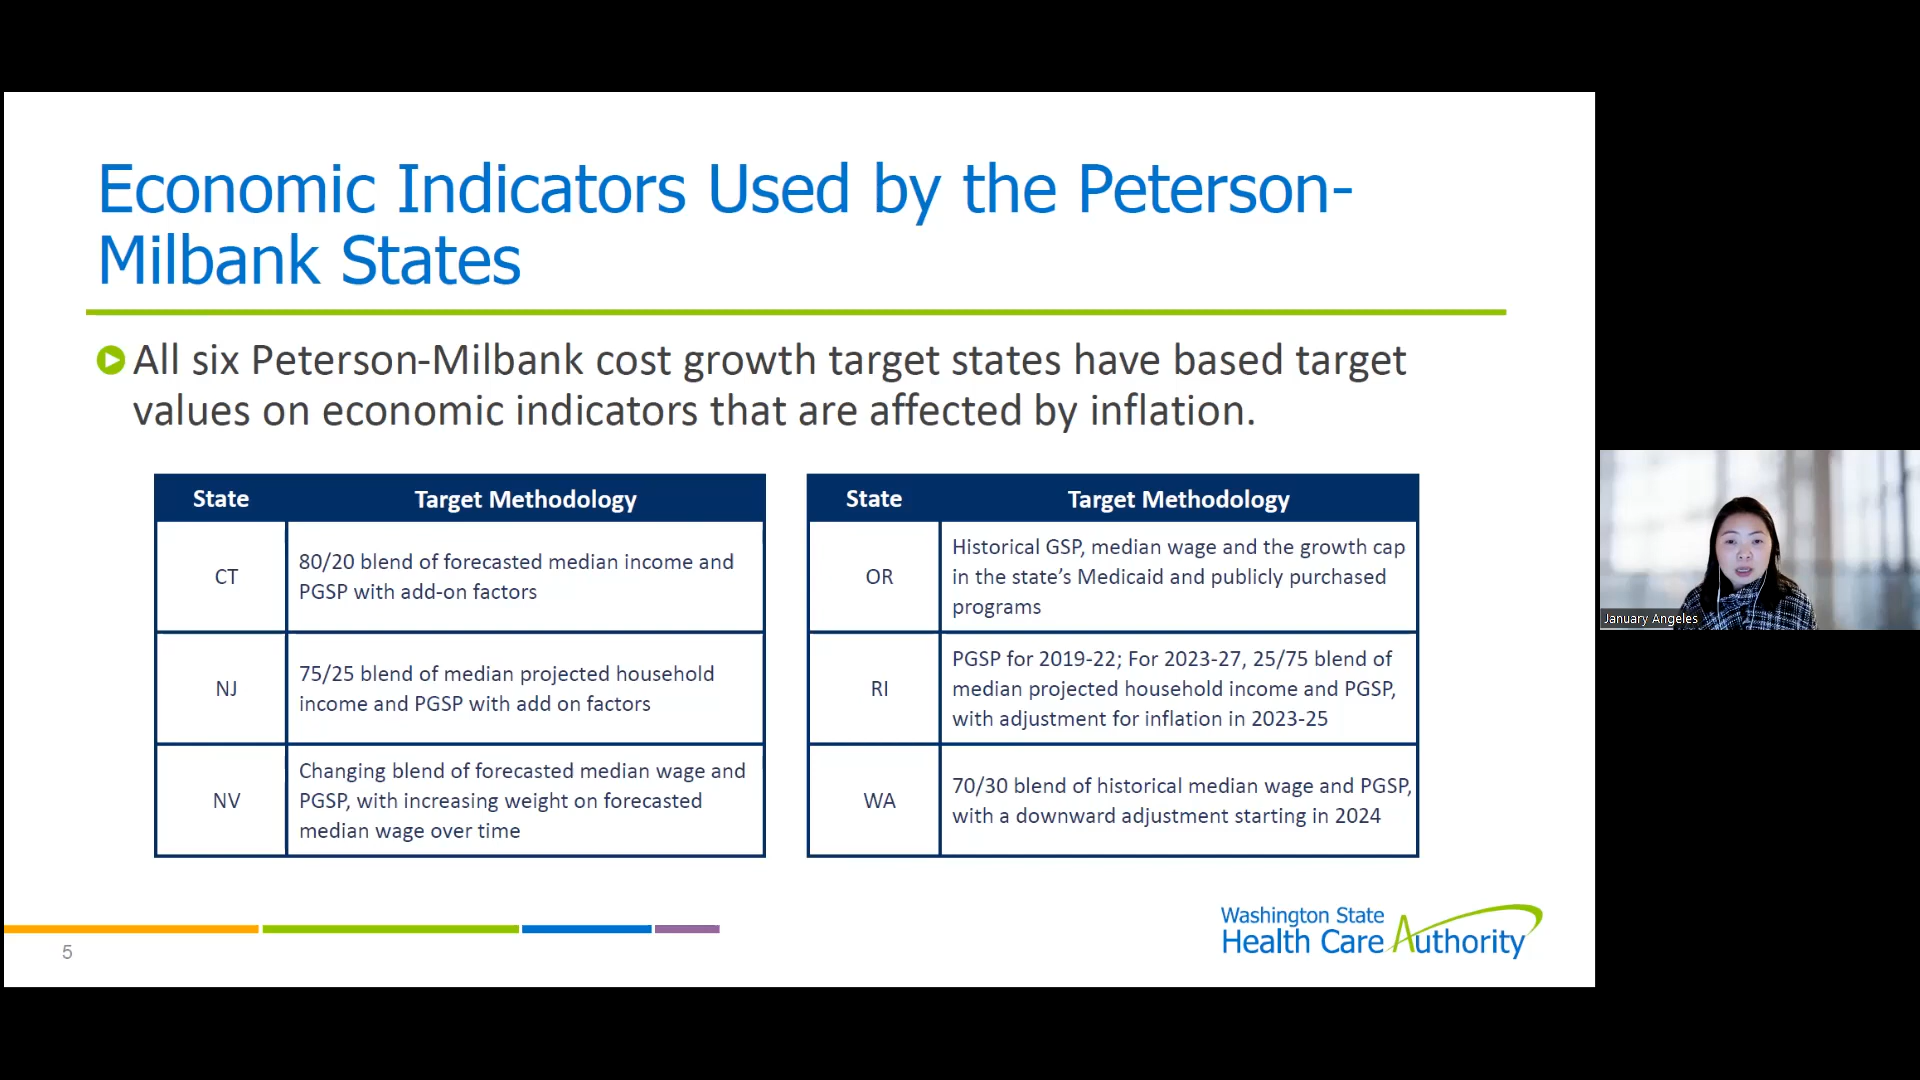 Economic Indicators Used by the Peterson-
Milbank States
All six Peterson-Milbank cost growth target states have based target
values on economic indicators that are affected by inflation.
State Target Methodology
CT
80/20 blend of forecasted median income and
PGSP with add-on factors
NJ
75/25 blend of median projected household
income and PGSP with add on factors
NV
Changing blend of forecasted median wage and
PGSP, with increasing weight on forecasted
median wage over time
State Target Methodology
OR
Historical GSP, median wage and the growth cap
in the state’s Medicaid and publicly purchased
programs
RI
PGSP for 2019-22; For 2023-27, 25/75 blend of
median projected household income and PGSP,
with adjustment for inflation in 2023-25
WA
70/30 blend of historical median wage and PGSP,
with a downward adjustment starting in 2024
5
Washington State
Health Care Authority
January Angeles